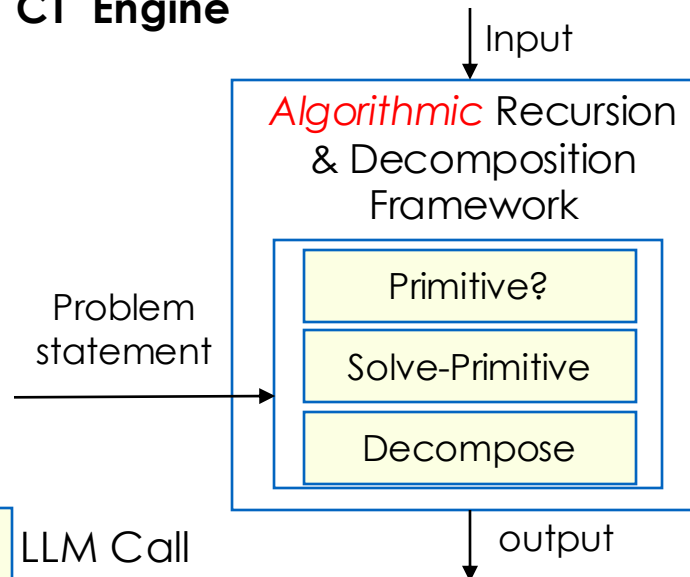 CT Engine
Input
Algorithmic Recursion
& Decomposition
Framework
Primitive?
Problem
statement
Solve-Primitive
Decompose
LLM Call
output